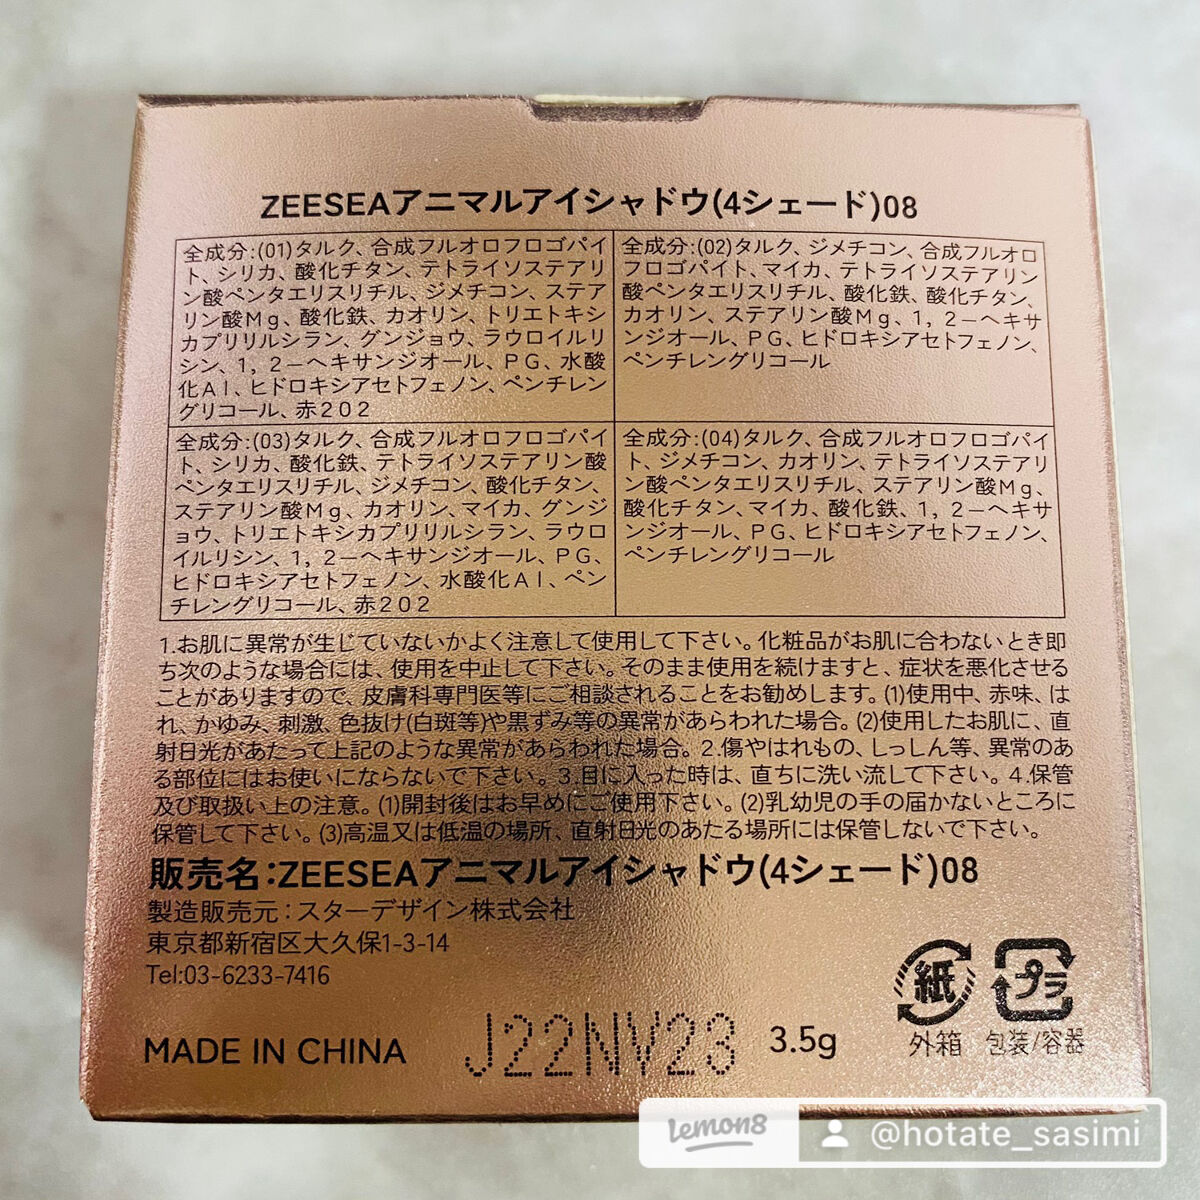 ZEESEAアニマルアイシャドウ(4シェード)08
全成分:(01)タルク、合成フルオロフロゴパイ
ト、シリカ、酸化チタン、テトライソステアリ
ン酸ペンタエリスリチル、ジメチコン、ステア
リン酸Mg、酸化鉄、カオリン、トリエトキシ
カプリリルシラン、グンジョウ、ラウロイルリ
シン、1,2ーヘキサンジオール、PG、水酸
化Al、ヒドロキシアセトフェノン、ペンチレン
グリコール、赤202
全成分:(02)タルク、ジメチコン、合成フルオロ
フロゴパイト、マイカ、テトライソステアリン
酸ペンタエリスリチル、酸化鉄、酸化チタン、
カオリン、ステアリン酸Mg、1,2ーヘキサ
ンジオール、PG、ヒドロキシアセトフェノン、
ペンチレングリコール
全成分:(03)タルク、合成フルオロフロゴパイ
ト、シリカ、酸化鉄、テトライソステアリン酸
ペンタエリスリチル、ジメチコン、酸化チタン、
ステアリン酸Mg、カオリン、マイカ、グンジ
ョウ、トリエトキシカプリリルシラン、ラウロ
イルリシン、1,2ーヘキサンジオール、PG、
ヒドロキシアセトフェノン、水酸化Al、ペン
チレングリコール、赤202
全成分:(04)タルク、合成フルオロフロゴパイ
ト、ジメチコン、カオリン、テトライソステアリ
ン酸ペンタエリスリチル、ステアリン酸Mg、
酸化チタン、マイカ、酸化鉄、1,2ーヘキサ
ンジオール、PG、ヒドロキシアセトフェノン、
ペンチレングリコール
1.お肌に異常が生じていないかよく注意して使用して下さい。化粧品がお肌に合わないとき即
ち次のような場合には、使用を中止して下さい。そのまま使用を続けますと、症状を悪化させる
ことがありますので、皮膚科専門医等にご相談されることをお勧めします。(1)使用中、赤味、は
れ、かゆみ、刺激、色抜け(白斑等)や黒ずみ等の異常があらわれた場合。(2)使用したお肌に、直
射日光があたって上記のような異常があらわれた場合。2.傷やはれもの、しっしん等、異常のあ
る部位にはお使いにならないで下さい。3.目に入った時は、直ちに洗い流して下さい。4.保管
及び取扱い上の注意。(1)開封後はお早めにご使用下さい。(2)乳幼児の手の届かないところに
保管して下さい。(3)高温又は低温の場所、直射日光のあたる場所には保管しないで下さい。
販売名:ZEESEAアニマルアイシャドウ(4シェード)08
製造販売元:スターデザイン株式会社
東京都新宿区大久保1-3-14
Tel:03-6233-7416
MADE IN CHINA
J22NY23
3.5g
紙
外箱
プラ
包装/容器
lemon8
@hotate_sasimi